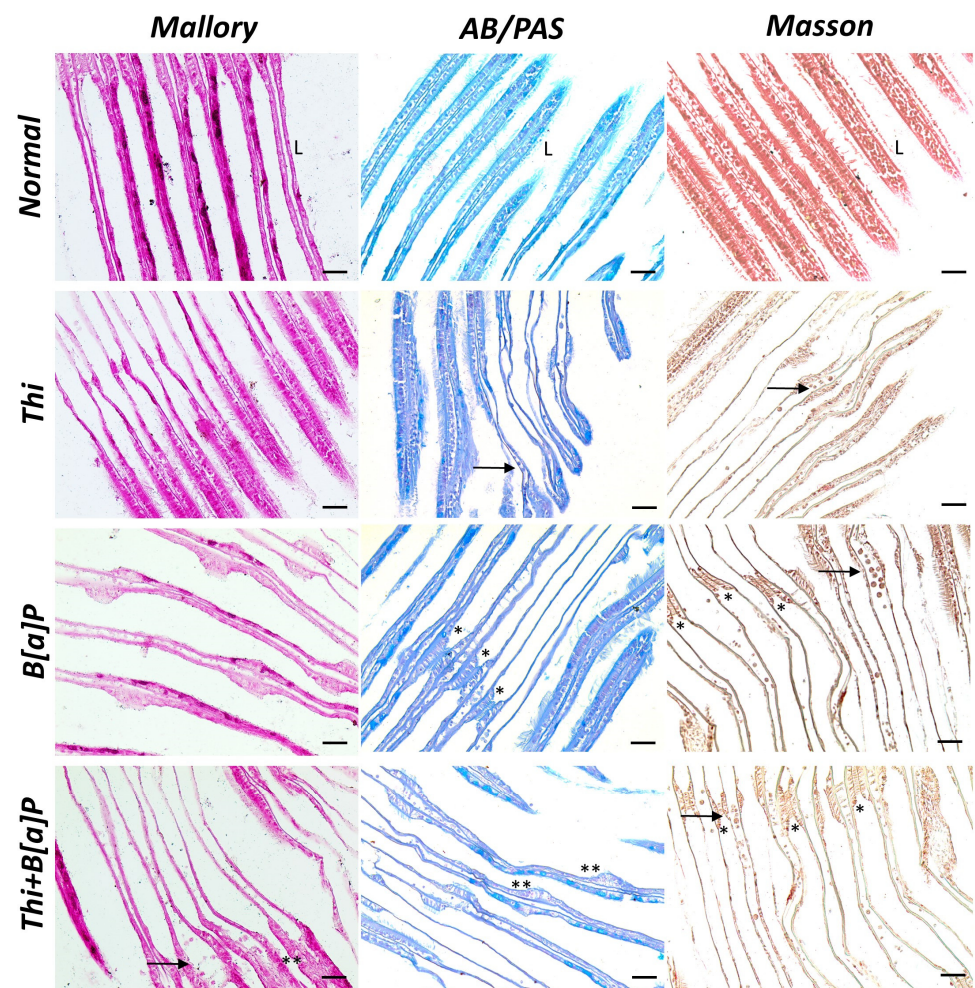 Mallory AB/PAS Masson
Normal
L L L
Thi
B[a]P
* * * * * *
Thi+B[a]P
** ** ** * * *